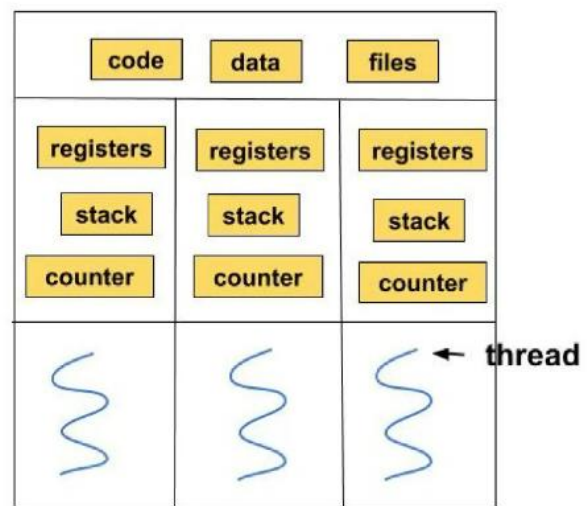 code data files
registers registers registers
stack stack stack
counter counter counter
thread